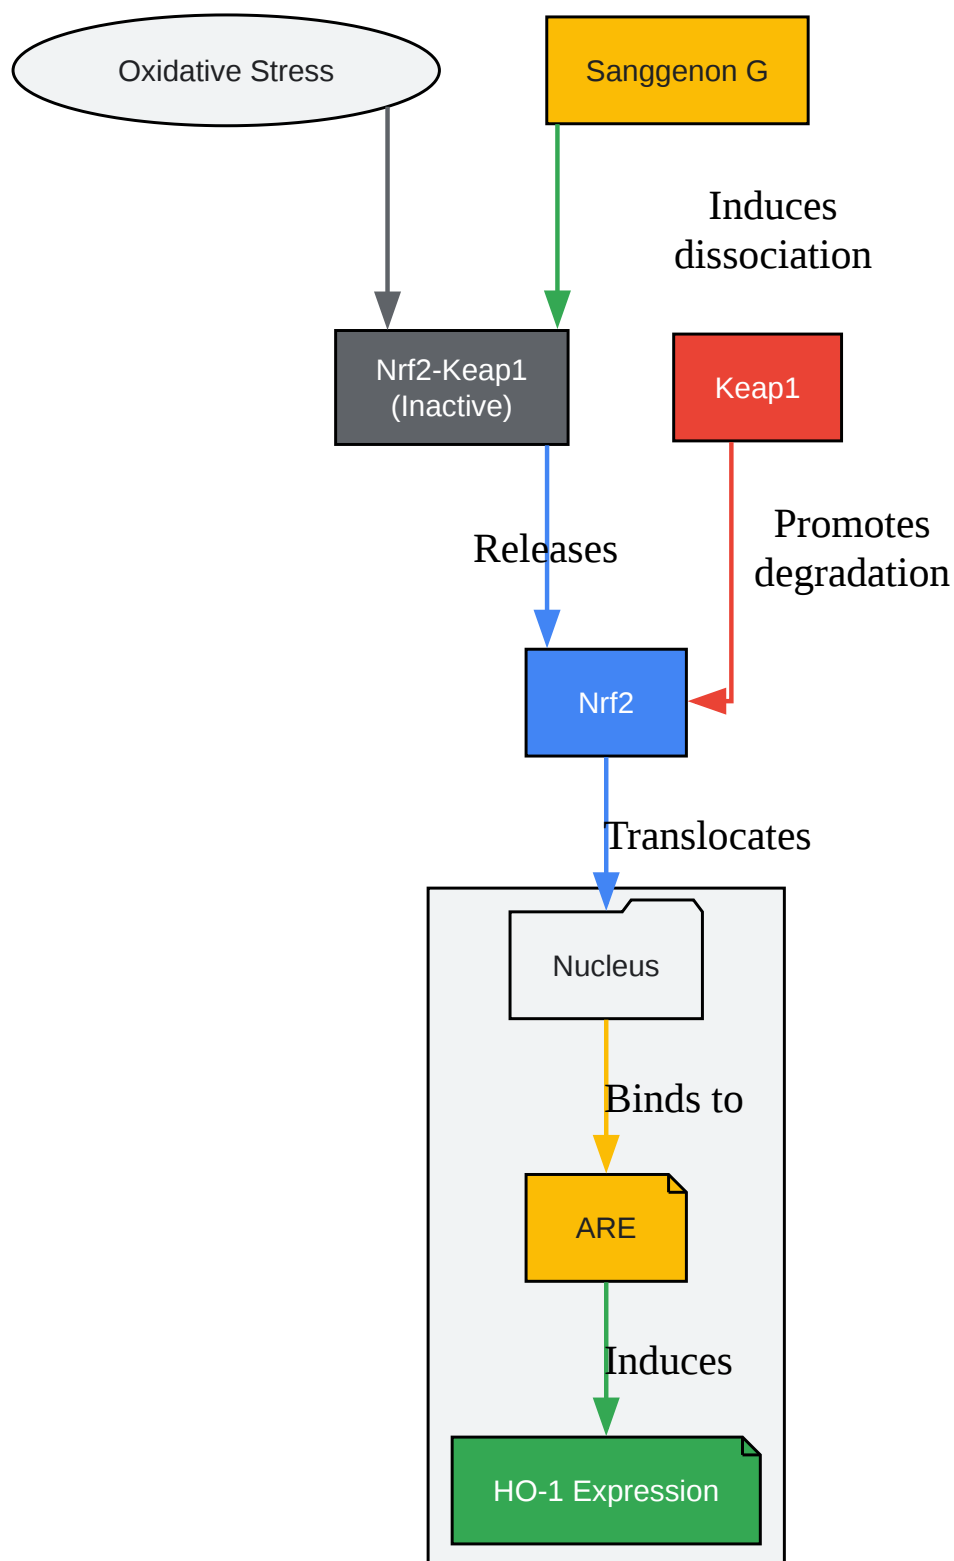 Oxidative Stress
Sanggenon G
Induces
dissociation
Nrf2-Keap1
(Inactive)
Keap1
Releases
Promotes
degradation
Nrf2
Translocates
Nucleus
Binds to
ARE
Induces
HO-1 Expression